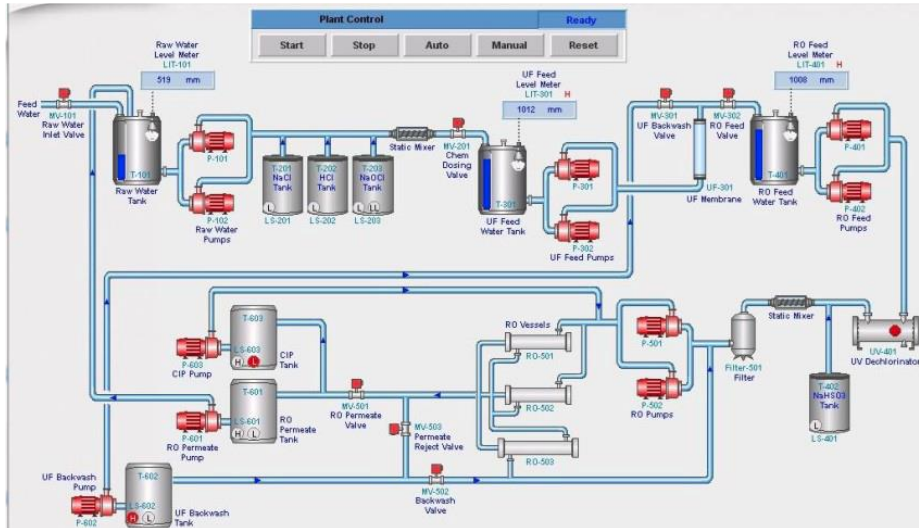 Plant Control
Ready
Start
Stop
Auto
Manual
Reset
Raw Water
Level Meter
LIT-101
519 mm
Feed
Water
MV-101
Raw Water
Inlet Valve
T-101
Raw Water
Tank
P-101
P-102
Raw Water
Pumps
T-201
NaCl
Tank
L
LS-201
T-202
HCl
Tank
L
LS-202
T-203
NaOCl
Tank
L LL
LS-203
Static Mixer
MV-201
Chem
Dosing
Valve
UF Feed
Level Meter
LIT-301 H
1012 mm
T-301
UF Feed
Water Tank
P-301
P-302
UF Feed Pumps
MV-301
UF Backwash
Valve
MV-302
RO Feed
Valve
UF-301
UF Membrane
RO Feed
Level Meter
LIT-401 H
1008 mm
T-401
RO Feed
Water Tank
P-401
P-402
RO Feed
Pumps
T-603
LS-603
H L
CIP
Tank
P-603
CIP Pump
T-601
LS-601
H L
RO
Permeate
Tank
P-601
RO Permeate
Pump
MV-501
RO Permeate
Valve
MV-503
Permeate
Reject Valve
MV-502
Backwash
Valve
RO Vessels
RO-501
RO-502
RO-503
P-501
P-502
RO Pumps
Filter-501
Filter
Static Mixer
T-402
NaHSO3
Tank
L
LS-401
UV-401
UV Dechlorinator
UF Backwash
Pump
P-602
T-602
LS-602
H L
UF Backwash
Tank